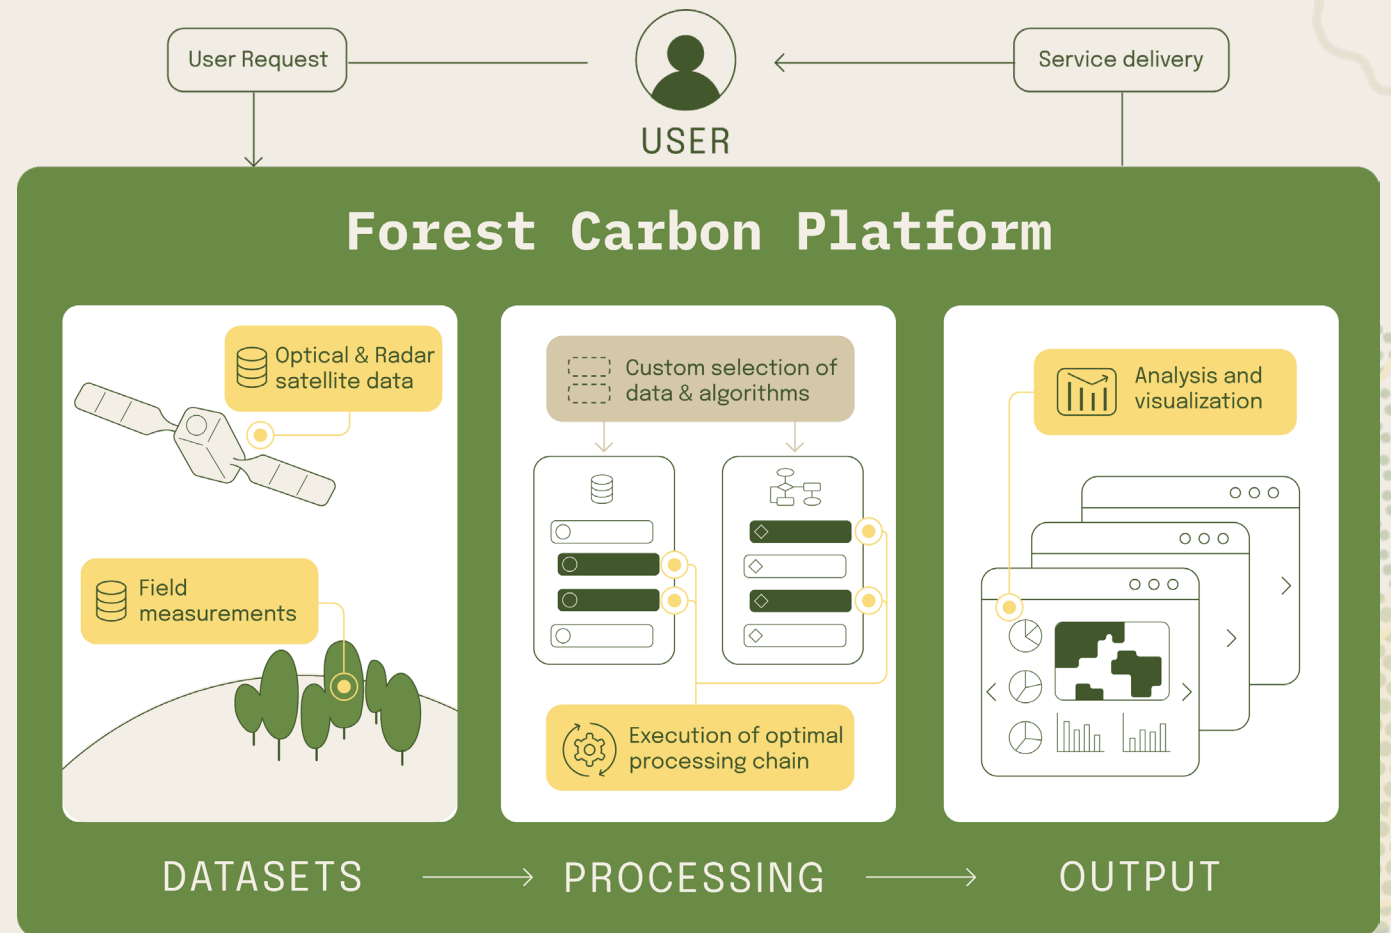 User Request
USER
Service delivery
Forest Carbon Platform
Optical & Radar
satellite data
Field
measurements
Custom selection of
data & algorithms
Execution of optimal
processing chain
Analysis and
visualization
DATASETS
PROCESSING
OUTPUT